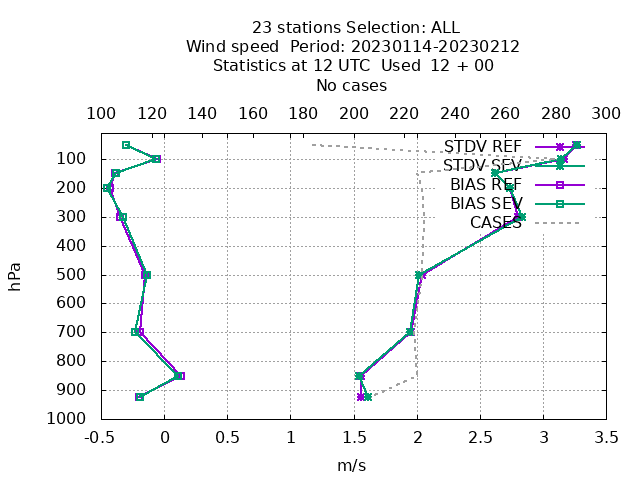 23 stations Selection: ALL
Wind speed  Period: 20230114-20230212
Statistics at 12 UTC  Used  12 + 00
No cases
100 120 140 160 180 200 220 240 260 280 300
STDV REF
STDV SEV
BIAS REF
BIAS SEV
CASES
hPa
100
200
300
400
500
600
700
800
900
1000
-0.5 0 0.5 1 1.5 2 2.5 3 3.5
m/s